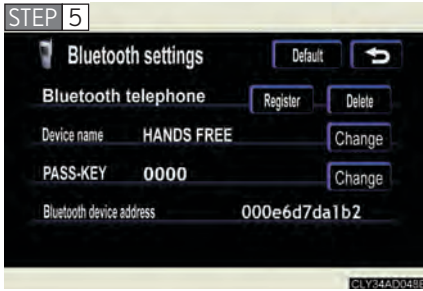 STEP 5
Bluetooth settings Default
Bluetooth telephone Register Delete
Device name HANDS FREE Change
PASS-KEY 0000 Change
Bluetooth device address 000e6d7da1b2
CLY34AD048E